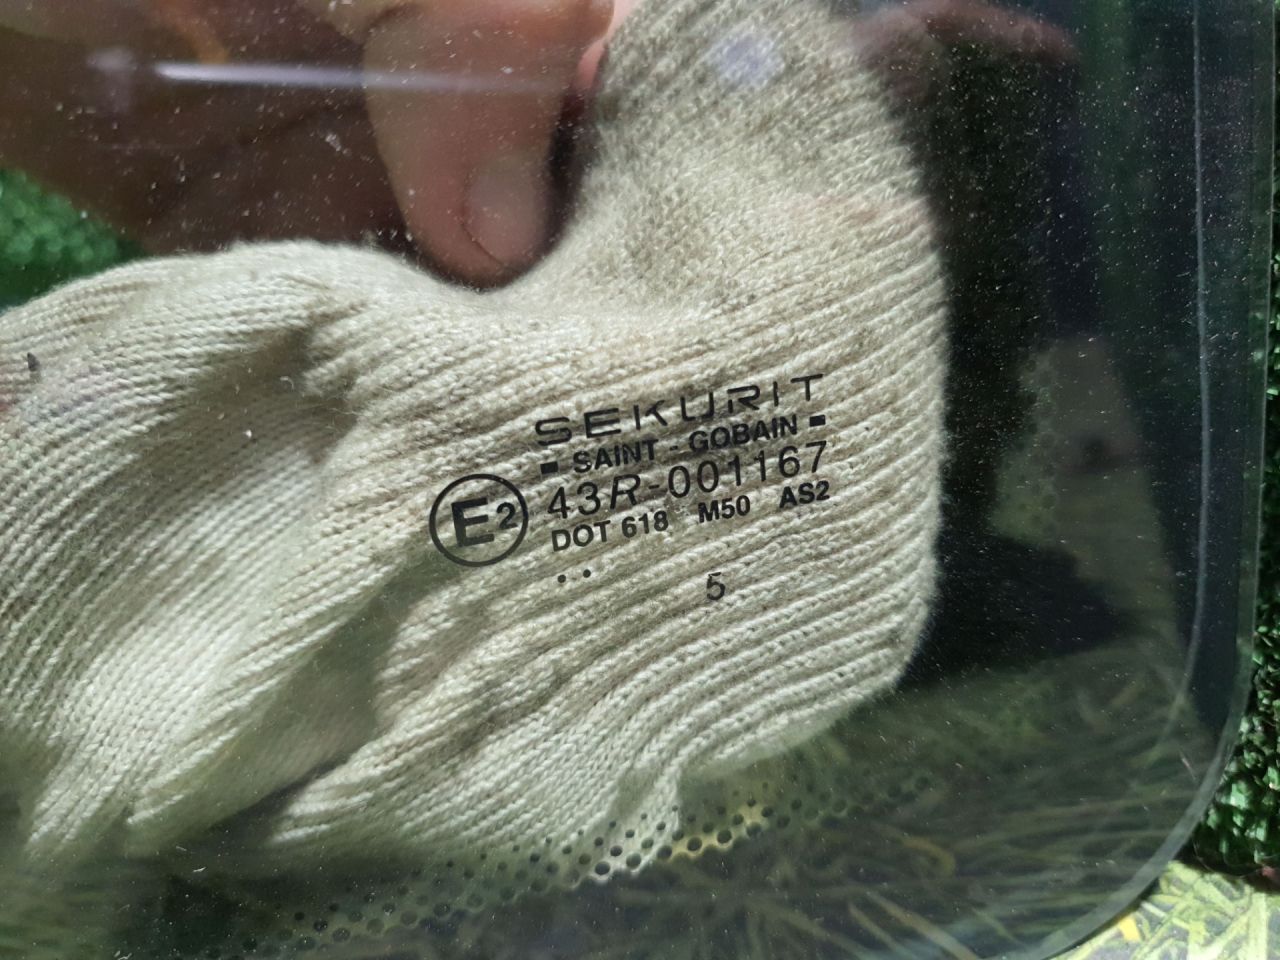 SEKURIT
SAINT - GOBAIN
E2 43R-001167
DOT 618 M50 AS2
.. 5